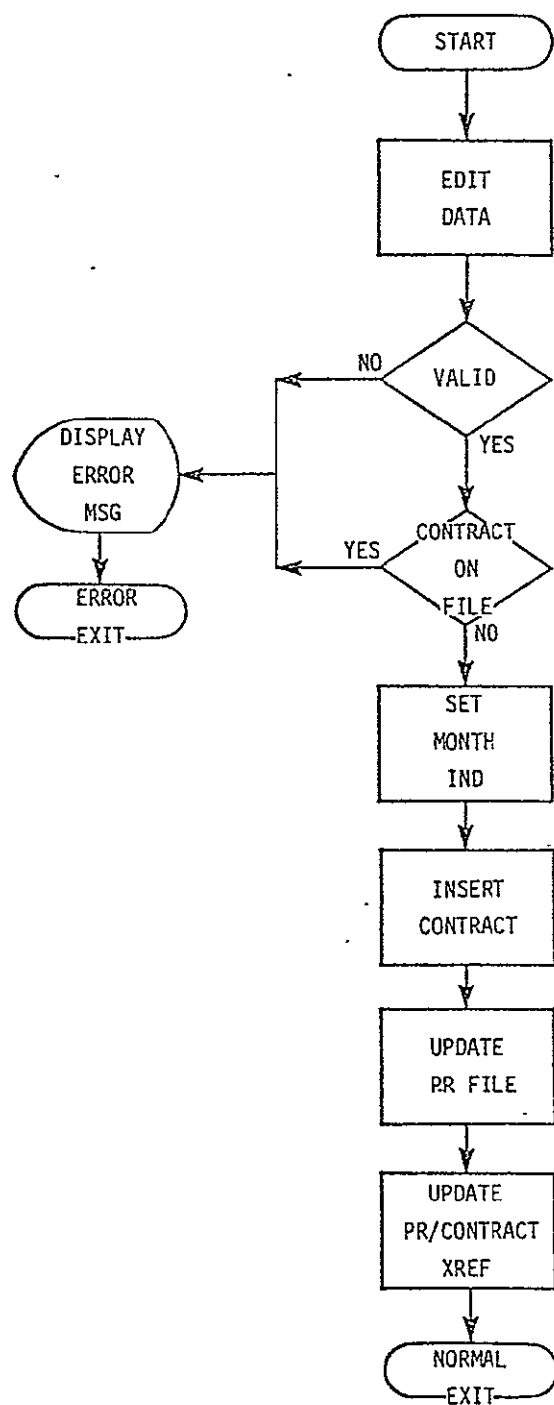 START
EDIT
DATA
NO
VALID
YES
DISPLAY
ERROR
MSG
YES
CONTRACT
ON
FILE
NO
ERROR
EXIT
SET
MONTH
IND
INSERT
CONTRACT
UPDATE
PR FILE
UPDATE
PR/CONTRACT
XREF
NORMAL
EXIT